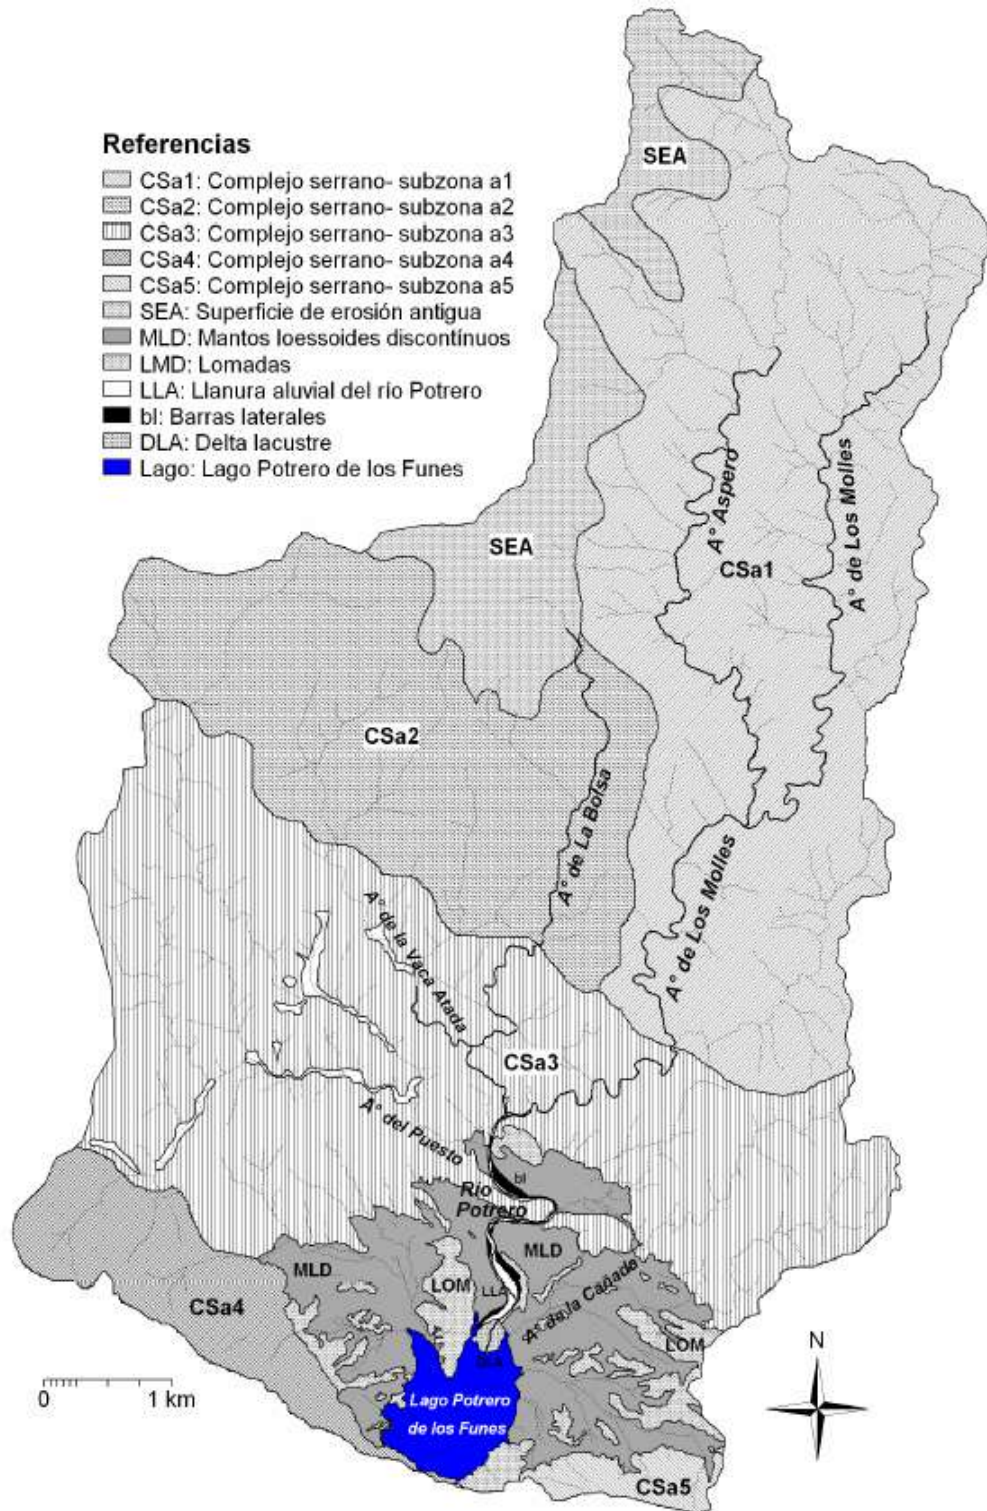 Referencias
CSa1: Complejo serrano- subzona a1
CSa2: Complejo serrano- subzona a2
CSa3: Complejo serrano- subzona a3
CSa4: Complejo serrano- subzona a4
CSa5: Complejo serrano- subzona a5
SEA: Superficie de erosión antigua
MLD: Mantos loessoides discontínuos
LMD: Lomadas
LLA: Llanura aluvial del río Potrero
bl: Barras laterales
DLA: Delta lacustre
Lago: Lago Potrero de los Funes
SEA
A° Aspero
A° de Los Molles
SEA
CSa1
CSa2
A° de La Bolsa
A° de Los Molles
A° de la Vaca Atada
CSa3
A° del Puesto
bl
Río
Potrero
MLD
MLD
LOM
LLA
A° de la Cañada
CSa4
LOM
DLA
N
0 1 km
Lago Potrero
de los Funes
CSa5